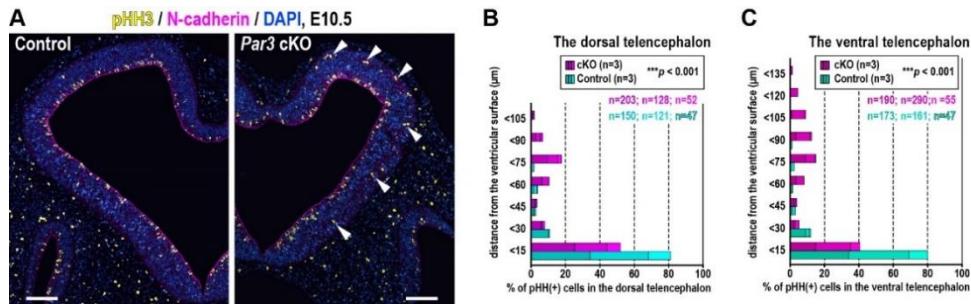 A
pHH3 / N-cadherin / DAPI, E10.5
Control
Par3 cKO
B
The dorsal telencephalon
cKO (n=3)
Control (n=3)
***p < 0.001
n=203; n=128; n=52
n=150; n=121; n=47
distance from the ventricular surface (µm)
<105
<90
<75
<60
<45
<30
<15
0 20 40 60 80 100
% of pHH(+) cells in the dorsal telencephalon
C
The ventral telencephalon
cKO (n=3)
Control (n=3)
***p < 0.001
n=190; n=290; n=55
n=173; n=161; n=47
distance from the ventricular surface (µm)
<135
<120
<105
<90
<75
<60
<45
<30
<15
0 20 40 60 80 100
% of pHH(+) cells in the ventral telencephalon